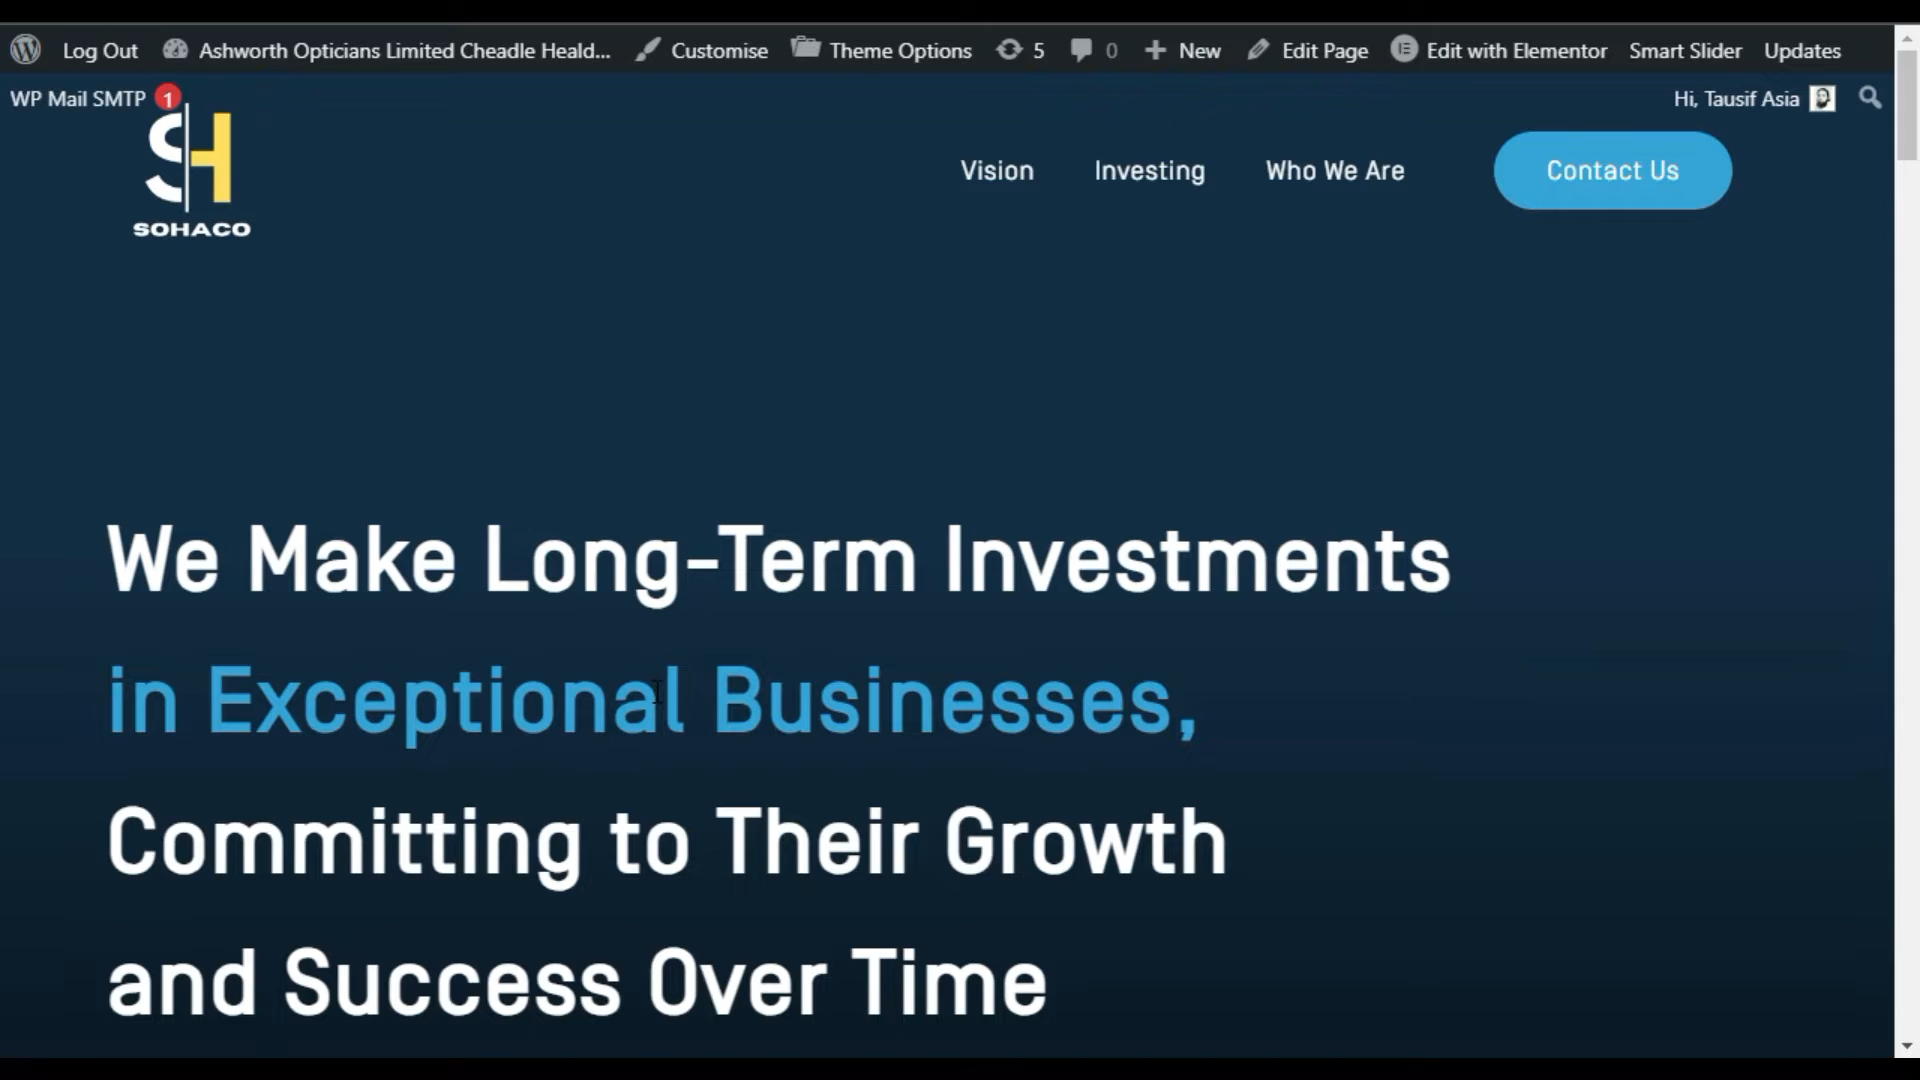 Log Out Ashworth Opticians Limited Cheadle Heald... Customise Theme Options 5 0 New Edit Page Edit with Elementor Smart Slider Updates
WP Mail SMTP 1 Hi, Tausif Asia
SH
SOHACO
Vision Investing Who We Are Contact Us
We Make Long-Term Investments
in Exceptional Businesses,
Committing to Their Growth
and Success Over Time